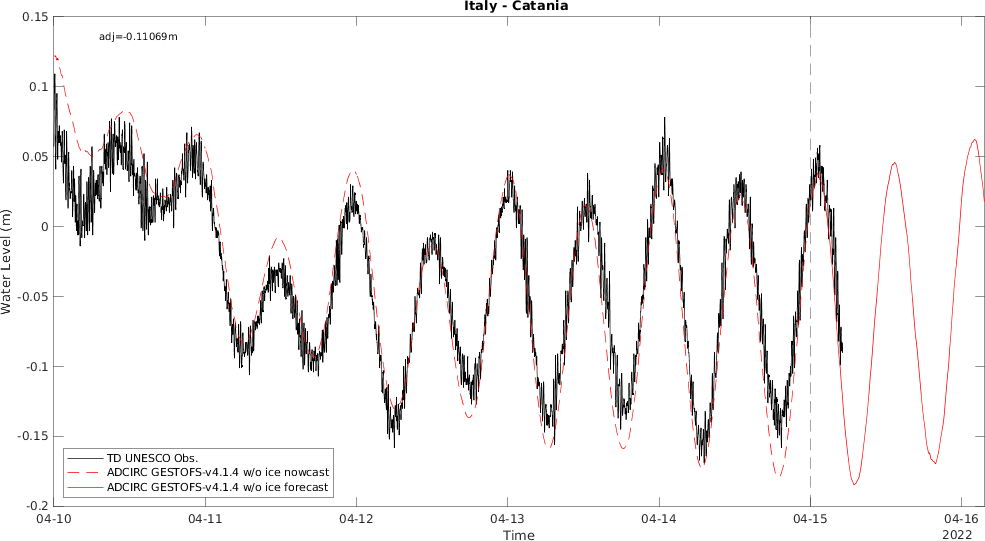 Italy - Catania
adj=-0.11069m
0.15
0.1
0.05
0
-0.05
-0.1
-0.15
-0.2
Water Level (m)
TD UNESCO Obs.
ADCIRC GESTOFS-v4.1.4 w/o ice nowcast
ADCIRC GESTOFS-v4.1.4 w/o ice forecast
04-10 04-11 04-12 04-13 04-14 04-15 04-16
Time
2022